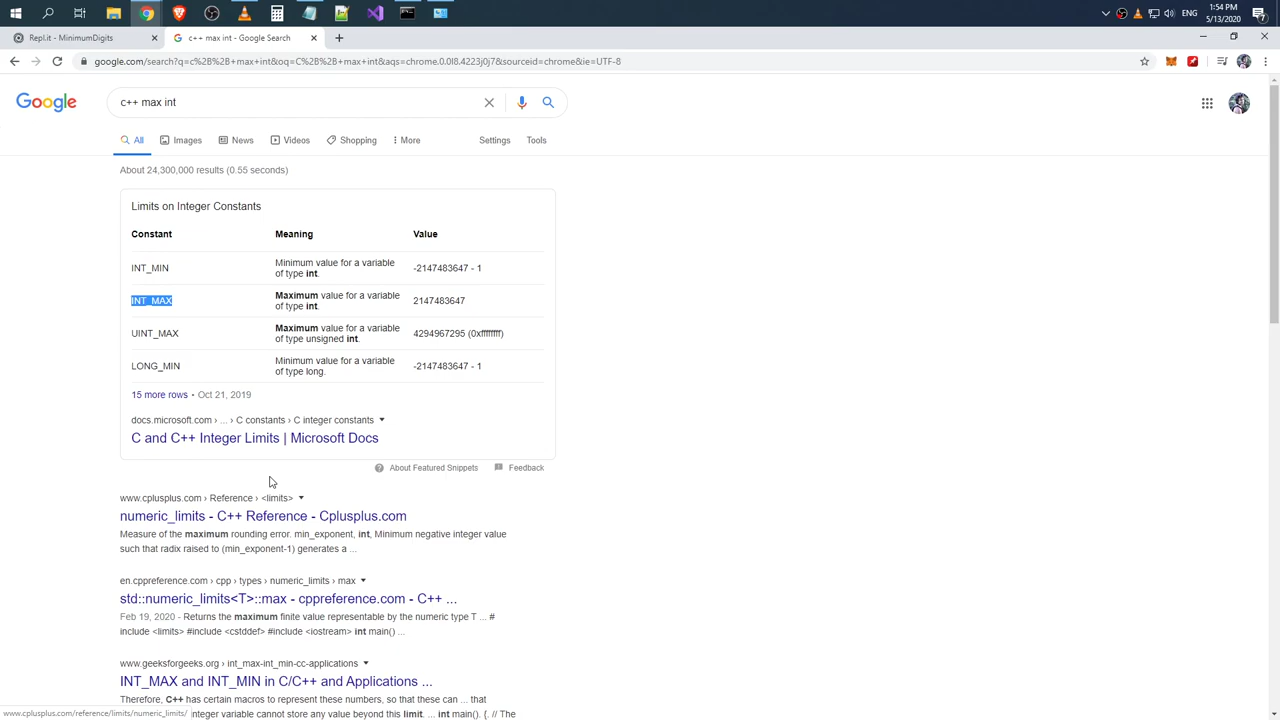 1:54 PM
ENG
5/13/2020
Repl.it - MinimumDigits
c++ max int - Google Search
google.com/search?q=c%2B%2B+max+int&oq=C%2B%2B+max+int&aqs=chrome.0.0l8.4223j0j7&sourceid=chrome&ie=UTF-8
Google
c++ max int
All
Images
News
Videos
Shopping
More
Settings
Tools
About 24,300,000 results (0.55 seconds)
Limits on Integer Constants
Constant Meaning Value
INT_MIN Minimum value for a variable of type int. -2147483647 - 1
INT_MAX Maximum value for a variable of type int. 2147483647
UINT_MAX Maximum value for a variable of type unsigned int. 4294967295 (0xffffffff)
LONG_MIN Minimum value for a variable of type long. -2147483647 - 1
15 more rows • Oct 21, 2019
docs.microsoft.com › ... › C constants › C integer constants
C and C++ Integer Limits | Microsoft Docs
About Featured Snippets
Feedback
www.cplusplus.com › Reference › <limits>
numeric_limits - C++ Reference - Cplusplus.com
Measure of the maximum rounding error. min_exponent, int, Minimum negative integer value
such that radix raised to (min_exponent-1) generates a ...
en.cppreference.com › cpp › types › numeric_limits › max
std::numeric_limits<T>::max - cppreference.com - C++ ...
Feb 19, 2020 - Returns the maximum finite value representable by the numeric type T ... #
include <limits> #include <cstddef> #include <iostream> int main() ...
www.geeksforgeeks.org › int_max-int_min-cc-applications
INT_MAX and INT_MIN in C/C++ and Applications ...
Therefore, C++ has certain macros to represent these numbers, so that these can ... that
www.cplusplus.com/reference/limits/numeric_limits/
integer variable cannot store any value beyond this limit. ... int main(). {. // The